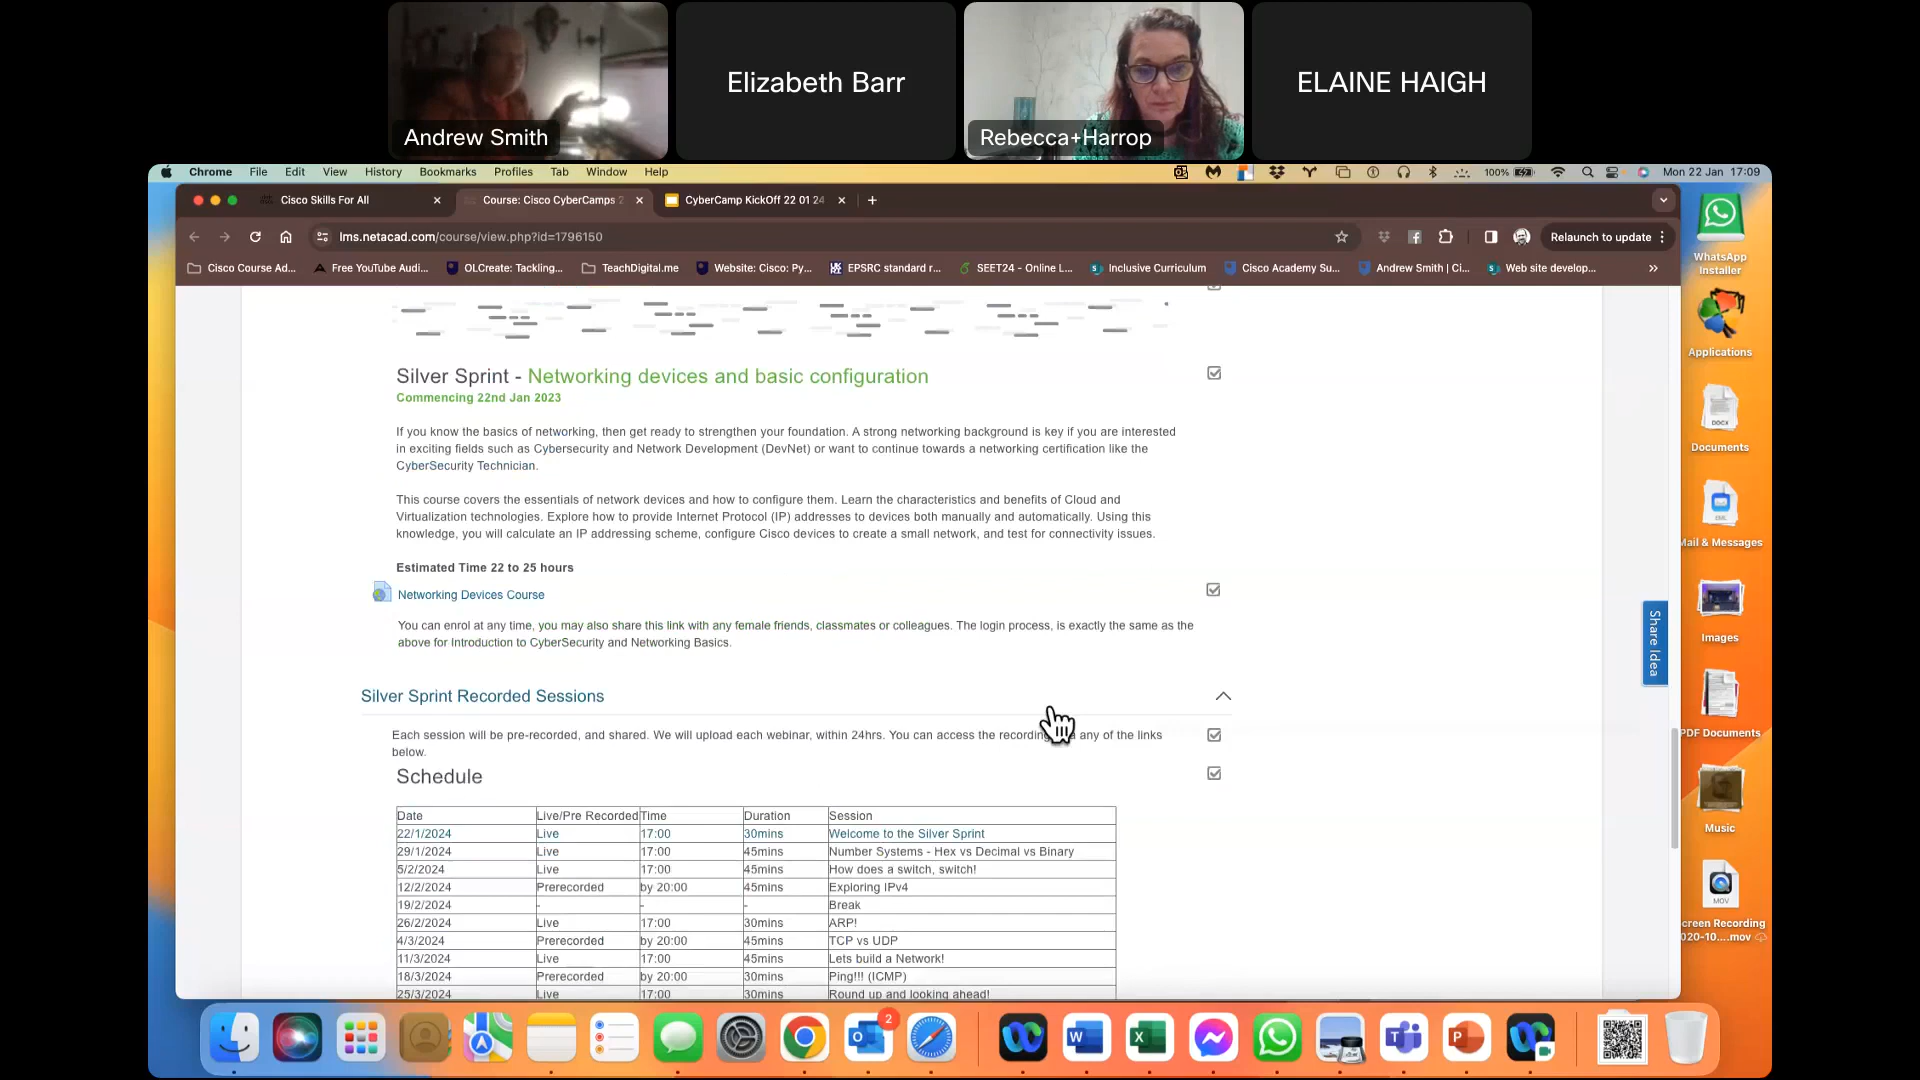 Andrew Smith
Elizabeth Barr
Rebecca+Harrop
ELAINE HAIGH
Chrome File Edit View History Bookmarks Profiles Tab Window Help
100% Mon 22 Jan 17:09
Cisco Skills For All
Course: Cisco CyberCamps 2
CyberCamp KickOff 22 01 24
lms.netacad.com/course/view.php?id=1796150
Relaunch to update
Cisco Course Ad...
Free YouTube Audi...
OLCreate: Tackling...
TeachDigital.me
Website: Cisco: Py...
EPSRC standard r...
SEET24 - Online L...
Inclusive Curriculum
Cisco Academy Su...
Andrew Smith | Ci...
Web site develop...
Silver Sprint - Networking devices and basic configuration
Commencing 22nd Jan 2023
If you know the basics of networking, then get ready to strengthen your foundation. A strong networking background is key if you are interested
in exciting fields such as Cybersecurity and Network Development (DevNet) or want to continue towards a networking certification like the
CyberSecurity Technician.
This course covers the essentials of network devices and how to configure them. Learn the characteristics and benefits of Cloud and
Virtualization technologies. Explore how to provide Internet Protocol (IP) addresses to devices both manually and automatically. Using this
knowledge, you will calculate an IP addressing scheme, configure Cisco devices to create a small network, and test for connectivity issues.
Estimated Time 22 to 25 hours
Networking Devices Course
You can enrol at any time, you may also share this link with any female friends, classmates or colleagues. The login process, is exactly the same as the
above for Introduction to CyberSecurity and Networking Basics.
Silver Sprint Recorded Sessions
Each session will be pre-recorded, and shared. We will upload each webinar, within 24hrs. You can access the recording any of the links
below.
Schedule
Date Live/Pre Recorded Time Duration Session
22/1/2024 Live 17:00 30mins Welcome to the Silver Sprint
29/1/2024 Live 17:00 45mins Number Systems - Hex vs Decimal vs Binary
5/2/2024 Live 17:00 45mins How does a switch, switch!
12/2/2024 Prerecorded by 20:00 45mins Exploring IPv4
19/2/2024 - - - Break
26/2/2024 Live 17:00 30mins ARP!
4/3/2024 Prerecorded by 20:00 45mins TCP vs UDP
11/3/2024 Live 17:00 45mins Lets build a Network!
18/3/2024 Prerecorded by 20:00 30mins Ping!!! (ICMP)
25/3/2024 Live 17:00 30mins Round up and looking ahead!
Share Idea
WhatsApp
Installer
Applications
DOCX
Documents
EML
Mail & Messages
Images
PDF Documents
Music
MOV
creen Recording
020-10....mov
2